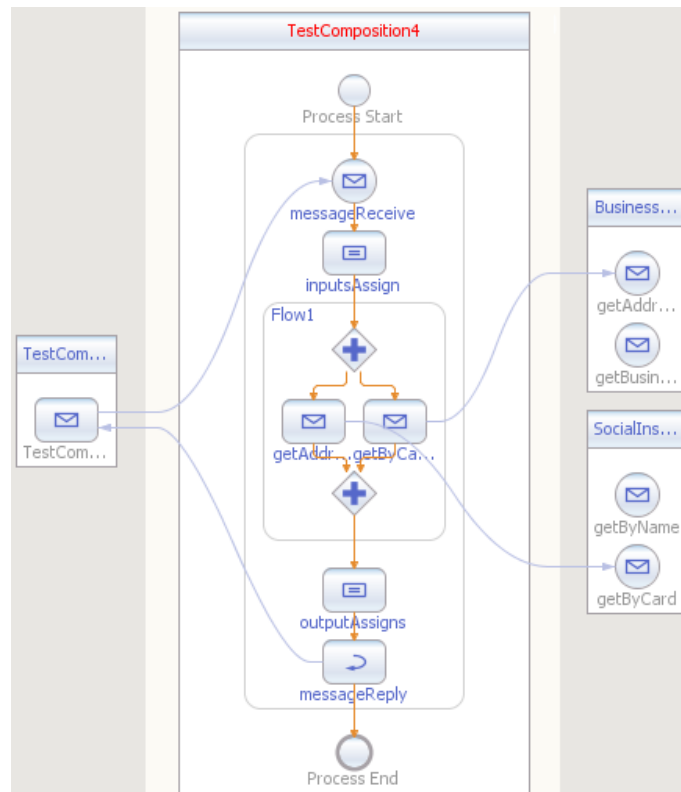 TestComposition4
Process Start
messageReceive
inputsAssign
Flow1
getAddr...
getByCa...
outputAssigns
messageReply
Process End
TestCom...
TestCom...
Business...
getAddr...
getBusin...
SocialIns...
getByName
getByCard